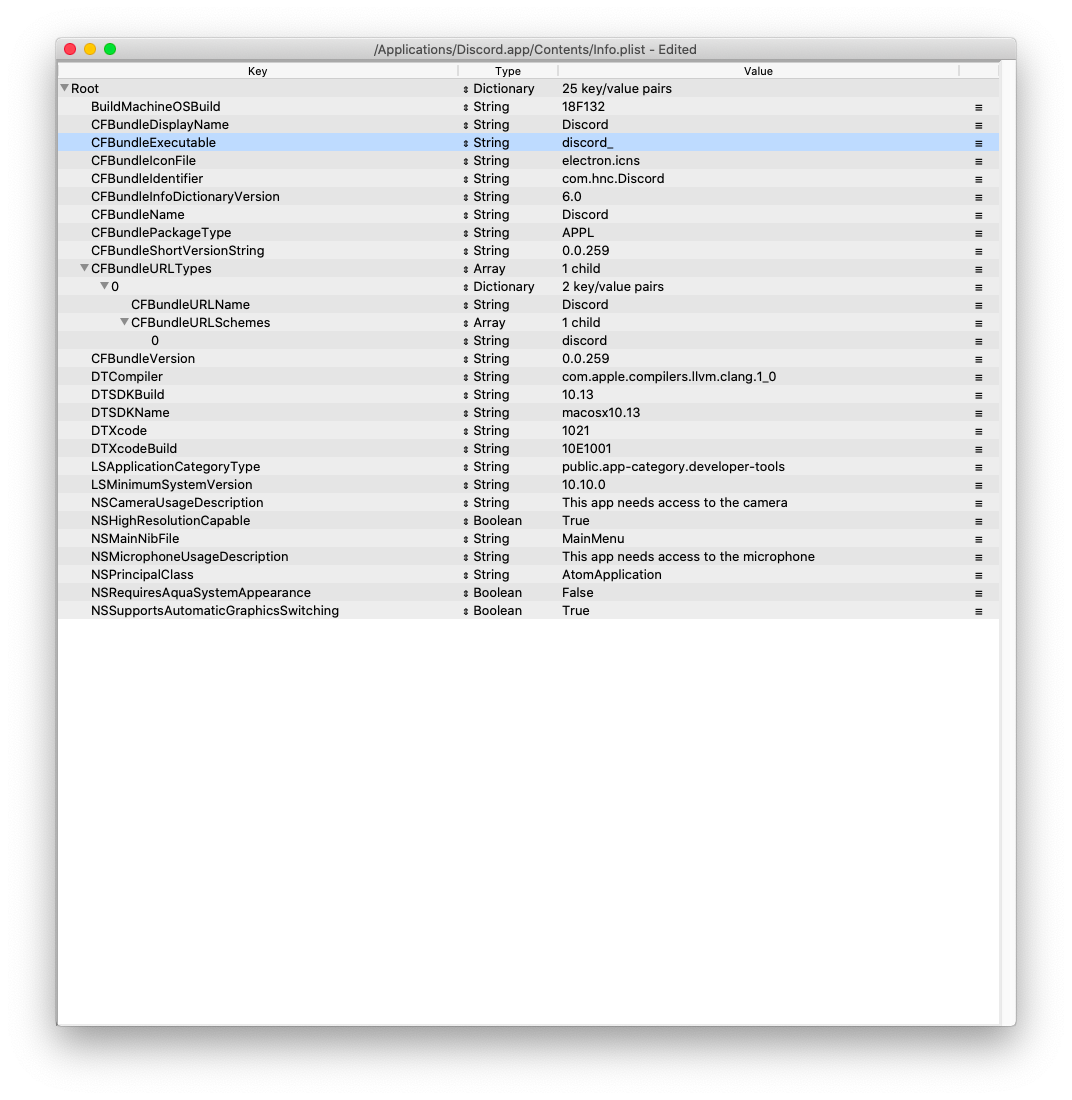 /Applications/Discord.app/Contents/Info.plist - Edited
Key Type Value
Root Dictionary 25 key/value pairs
BuildMachineOSBuild String 18F132
CFBundleDisplayName String Discord
CFBundleExecutable String discord_
CFBundleIconFile String electron.icns
CFBundleIdentifier String com.hnc.Discord
CFBundleInfoDictionaryVersion String 6.0
CFBundleName String Discord
CFBundlePackageType String APPL
CFBundleShortVersionString String 0.0.259
CFBundleURLTypes Array 1 child
0 Dictionary 2 key/value pairs
CFBundleURLName String Discord
CFBundleURLSchemes Array 1 child
0 String discord
CFBundleVersion String 0.0.259
DTCompiler String com.apple.compilers.llvm.clang.1_0
DTSDKBuild String 10.13
DTSDKName String macosx10.13
DTXcode String 1021
DTXcodeBuild String 10E1001
LSApplicationCategoryType String public.app-category.developer-tools
LSMinimumSystemVersion String 10.10.0
NSCameraUsageDescription String This app needs access to the camera
NSHighResolutionCapable Boolean True
NSMainNibFile String MainMenu
NSMicrophoneUsageDescription String This app needs access to the microphone
NSPrincipalClass String AtomApplication
NSRequiresAquaSystemAppearance Boolean False
NSSupportsAutomaticGraphicsSwitching Boolean True